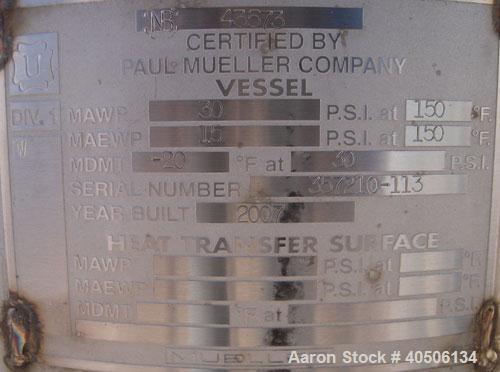 NB 43573
U
CERTIFIED BY
PAUL MUELLER COMPANY
VESSEL
DIV. 1
MAWP 30 P.S.I. at 150 °F.
W
MAEWP 15 P.S.I. at 150 °F.
MDMT -20 °F at 30 P.S.I.
SERIAL NUMBER 357210-113
YEAR BUILT 2007
HEAT TRANSFER SURFACE
MAWP P.S.I. at °F.
MAEWP P.S.I. at °F.
MDMT °F at P.S.I.
MUELLER
Aaron Stock # 40506134